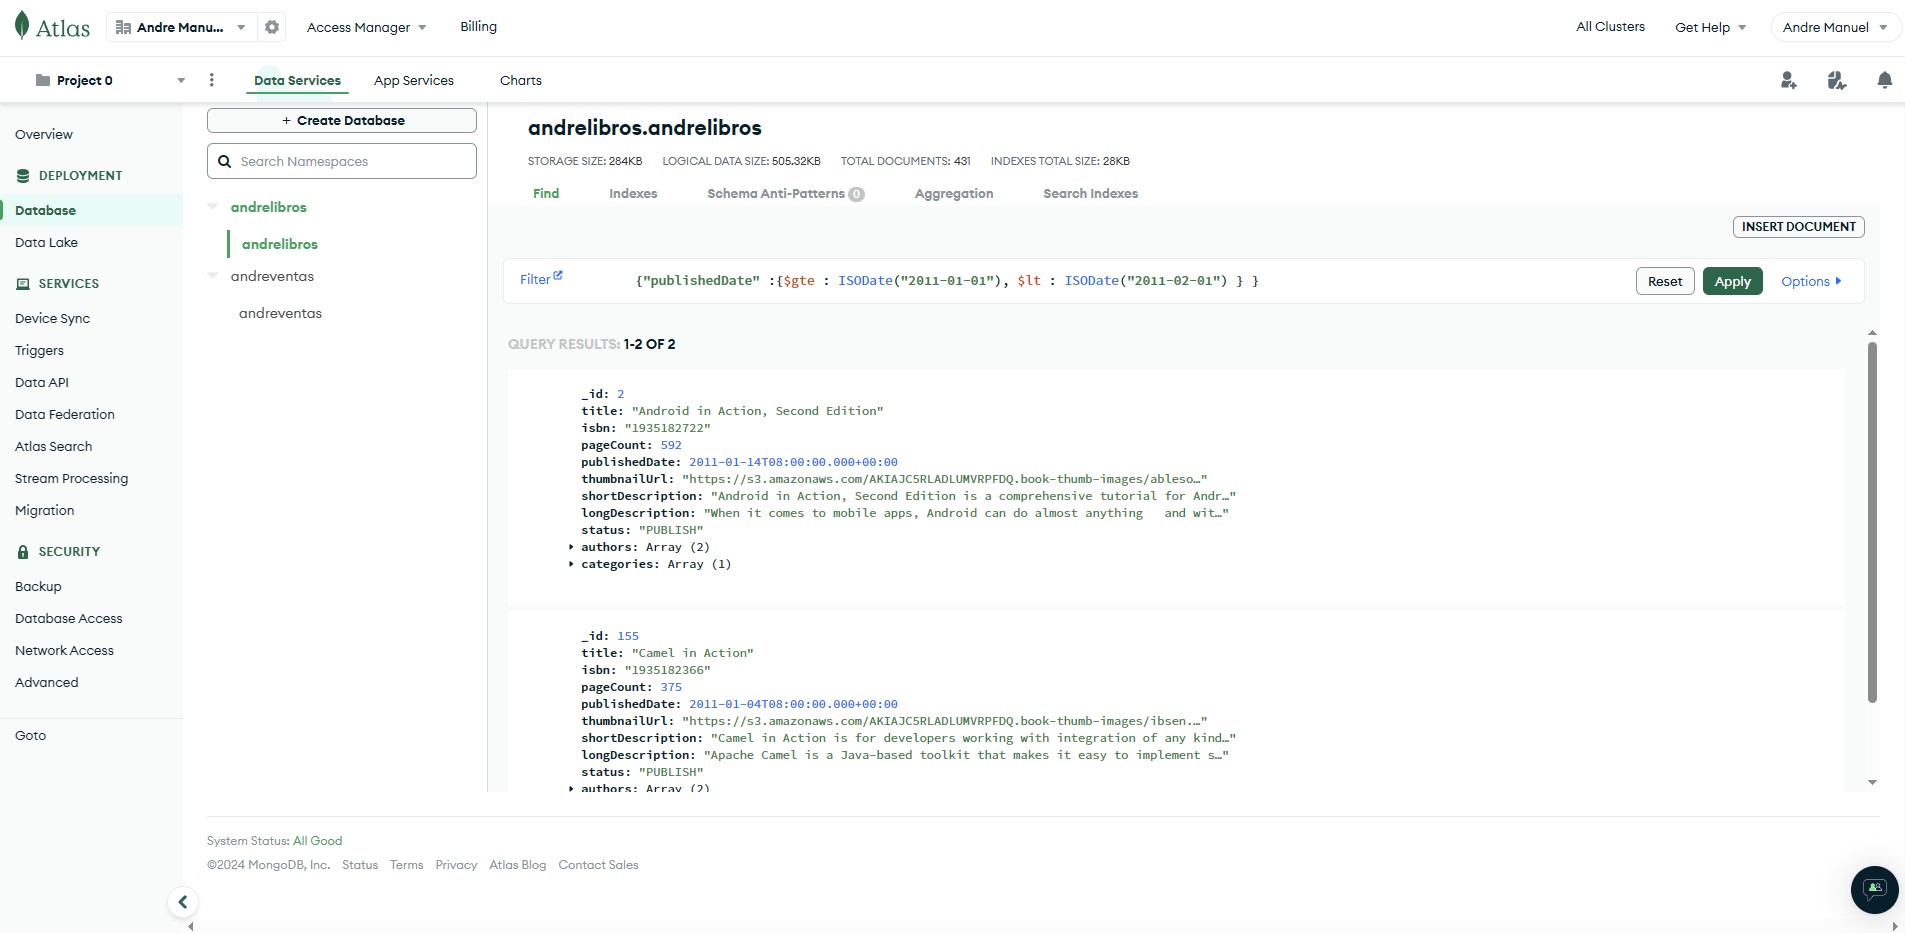 Atlas
Andre Manu...
Access Manager
Billing
All Clusters
Get Help
Andre Manuel
Project 0
Data Services
App Services
Charts
Overview
DEPLOYMENT
Database
Data Lake
SERVICES
Device Sync
Triggers
Data API
Data Federation
Atlas Search
Stream Processing
Migration
SECURITY
Backup
Database Access
Network Access
Advanced
Goto
+ Create Database
Search Namespaces
andrelibros
andrelibros
andreventas
andreventas
andrelibros.andrelibros
STORAGE SIZE: 284KB LOGICAL DATA SIZE: 505.32KB TOTAL DOCUMENTS: 431 INDEXES TOTAL SIZE: 28KB
Find Indexes Schema Anti-Patterns 0 Aggregation Search Indexes
INSERT DOCUMENT
Filter {"publishedDate" :{$gte : ISODate("2011-01-01"), $lt : ISODate("2011-02-01") } } Reset Apply Options
QUERY RESULTS: 1-2 OF 2
_id: 2
title: "Android in Action, Second Edition"
isbn: "1935182722"
pageCount: 592
publishedDate: 2011-01-14T08:00:00.000+00:00
thumbnailUrl: "https://s3.amazonaws.com/AKIAJC5RLADLUMVRPFDQ.book-thumb-images/ableso…"
shortDescription: "Android in Action, Second Edition is a comprehensive tutorial for Andr…"
longDescription: "When it comes to mobile apps, Android can do almost anything   and wit…"
status: "PUBLISH"
authors: Array (2)
categories: Array (1)
_id: 155
title: "Camel in Action"
isbn: "1935182366"
pageCount: 375
publishedDate: 2011-01-04T08:00:00.000+00:00
thumbnailUrl: "https://s3.amazonaws.com/AKIAJC5RLADLUMVRPFDQ.book-thumb-images/ibsen.…"
shortDescription: "Camel in Action is for developers working with integration of any kind…"
longDescription: "Apache Camel is a Java-based toolkit that makes it easy to implement s…"
status: "PUBLISH"
authors: Array (2)
System Status: All Good
©2024 MongoDB, Inc. Status Terms Privacy Atlas Blog Contact Sales